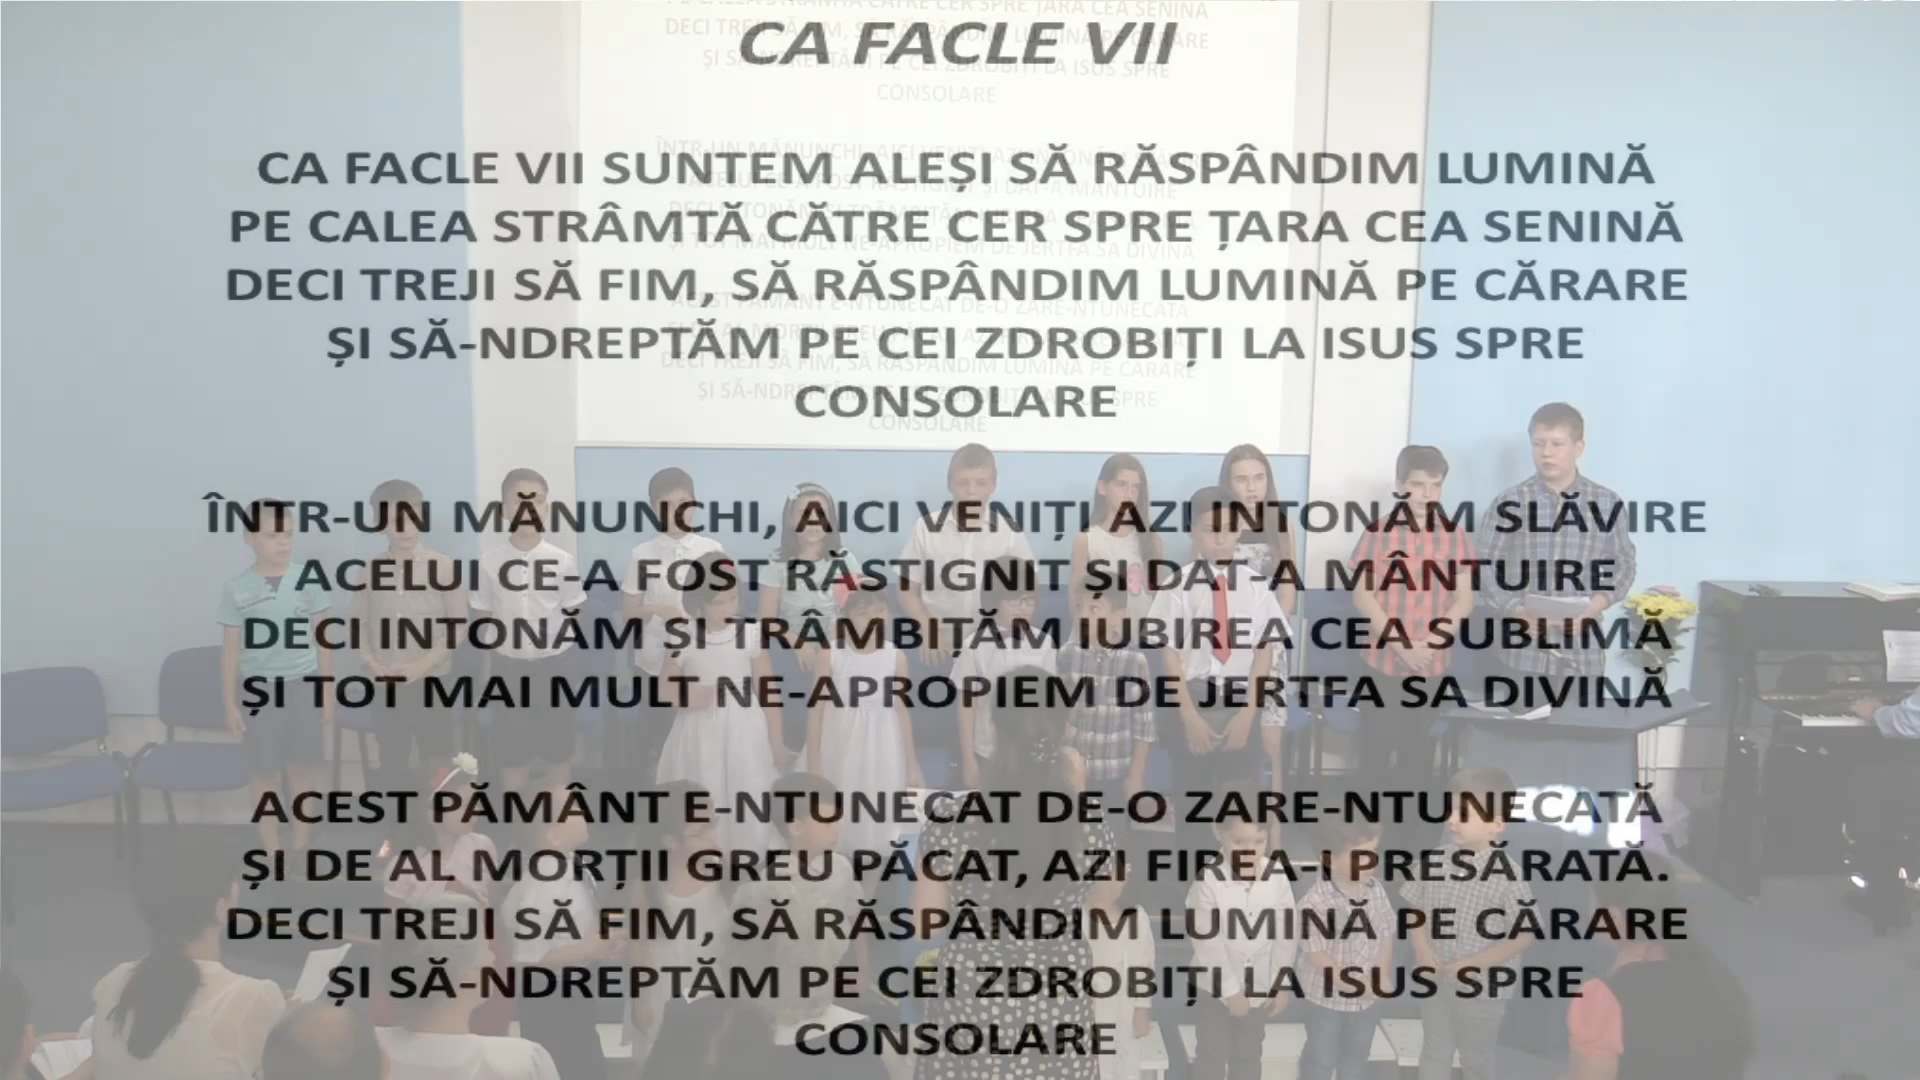 CA FACLE VII
CA FACLE VII SUNTEM ALEȘI SĂ RĂSPÂNDIM LUMINĂ
PE CALEA STRÂMTĂ CĂTRE CER SPRE ȚARA CEA SENINĂ
DECI TREJI SĂ FIM, SĂ RĂSPÂNDIM LUMINĂ PE CĂRARE
ȘI SĂ-NDREPTĂM PE CEI ZDROBIȚI LA ISUS SPRE
CONSOLARE
ÎNTR-UN MĂNUNCHI, AICI VENIȚI AZI INTONĂM SLĂVIRE
ACELUI CE-A FOST RĂSTIGNIT ȘI DAT-A MÂNTUIRE
DECI INTONĂM ȘI TRÂMBIȚĂM IUBIREA CEA SUBLIMĂ
ȘI TOT MAI MULT NE-APROPIEM DE JERTFA SA DIVINĂ
ACEST PĂMÂNT E-NTUNECAT DE-O ZARE-NTUNECATĂ
ȘI DE AL MORȚII GREU PĂCAT, AZI FIREA-I PRESĂRATĂ.
DECI TREJI SĂ FIM, SĂ RĂSPÂNDIM LUMINĂ PE CĂRARE
ȘI SĂ-NDREPTĂM PE CEI ZDROBIȚI LA ISUS SPRE
CONSOLARE